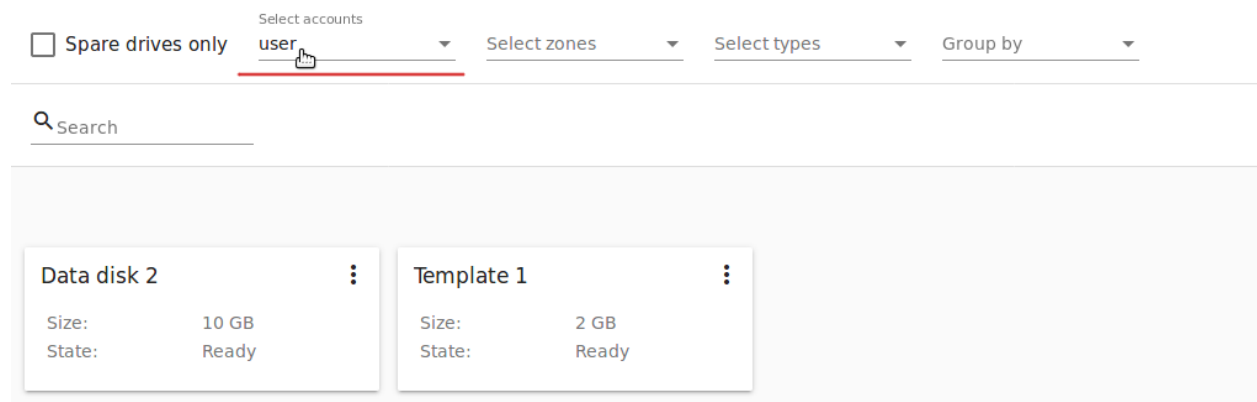 Select accounts
Spare drives only user Select zones Select types Group by
Search
Data disk 2 Template 1
Size: 10 GB Size: 2 GB
State: Ready State: Ready